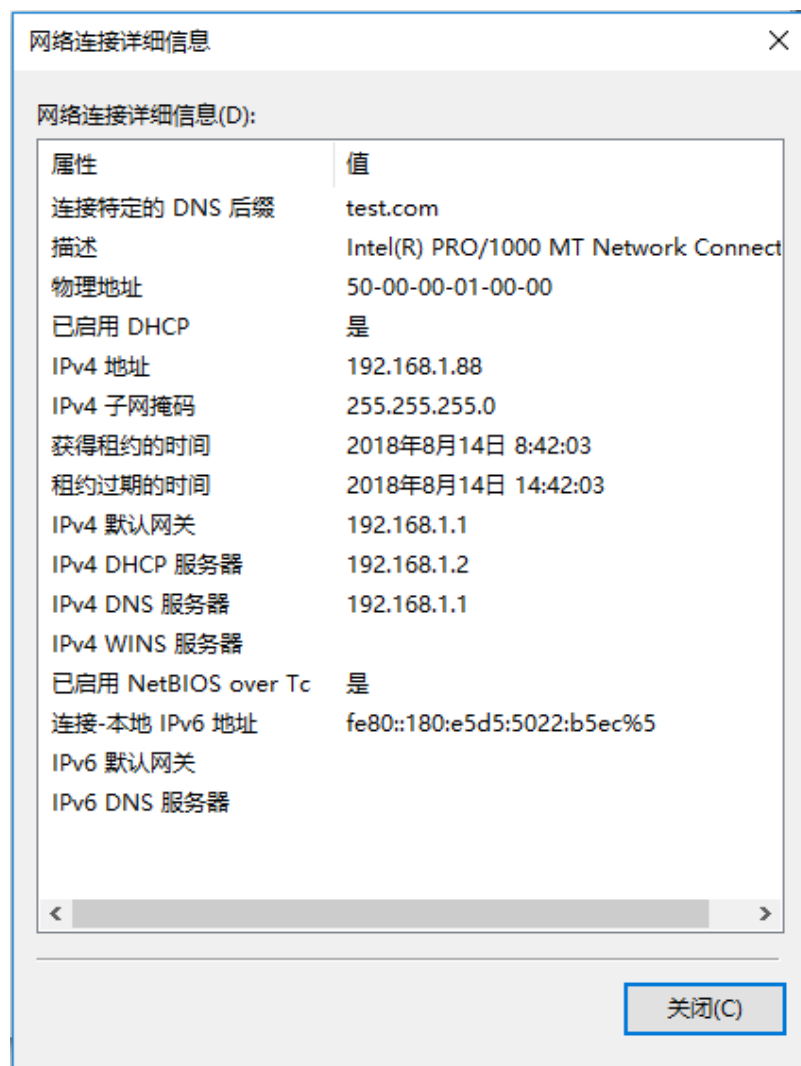 网络连接详细信息
网络连接详细信息(D):
属性 值
连接特定的 DNS 后缀 test.com
描述 Intel(R) PRO/1000 MT Network Connect
物理地址 50-00-00-01-00-00
已启用 DHCP 是
IPv4 地址 192.168.1.88
IPv4 子网掩码 255.255.255.0
获得租约的时间 2018年8月14日 8:42:03
租约过期的时间 2018年8月14日 14:42:03
IPv4 默认网关 192.168.1.1
IPv4 DHCP 服务器 192.168.1.2
IPv4 DNS 服务器 192.168.1.1
IPv4 WINS 服务器
已启用 NetBIOS over Tc 是
连接-本地 IPv6 地址 fe80::180:e5d5:5022:b5ec%5
IPv6 默认网关
IPv6 DNS 服务器
关闭(C)